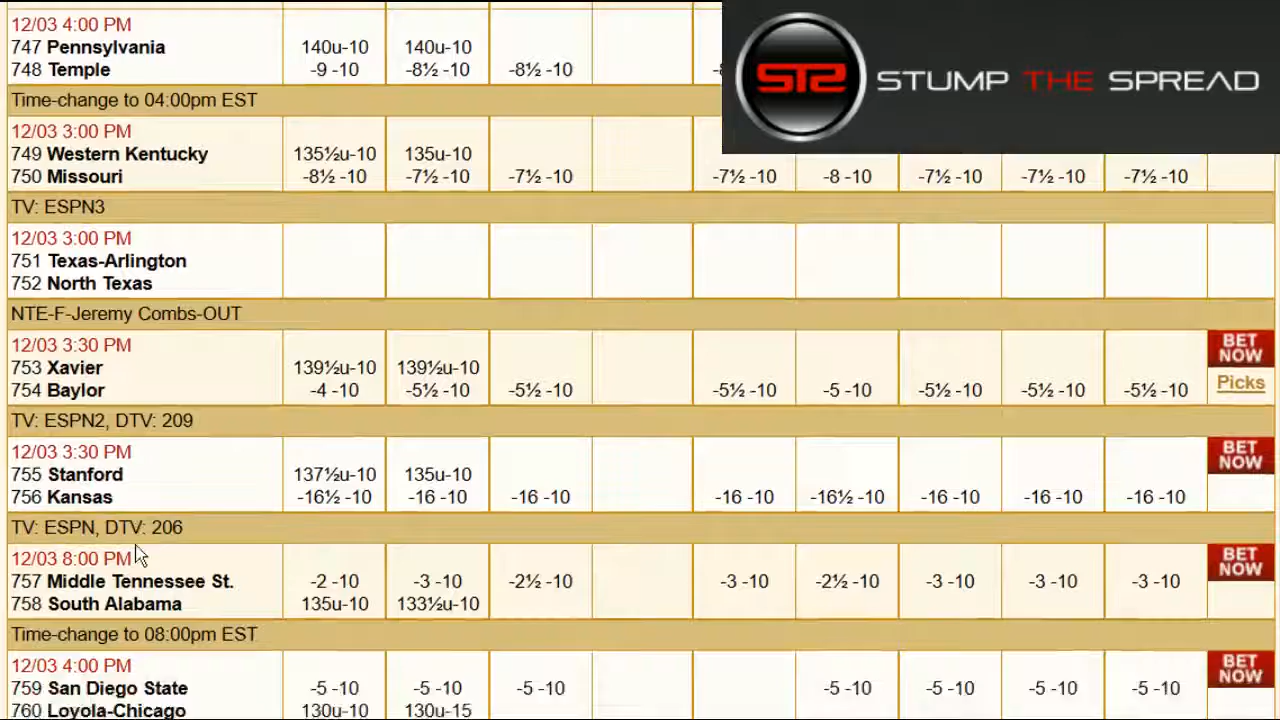 12/03 4:00 PM
747 Pennsylvania 140u-10 140u-10
748 Temple -9 -10 -8½ -10 -8½ -10
STS STUMP THE SPREAD
Time-change to 04:00pm EST
12/03 3:00 PM
749 Western Kentucky 135½u-10 135u-10
750 Missouri -8½ -10 -7½ -10 -7½ -10 -7½ -10 -8 -10 -7½ -10 -7½ -10 -7½ -10
TV: ESPN3
12/03 3:00 PM
751 Texas-Arlington
752 North Texas
NTE-F-Jeremy Combs-OUT
12/03 3:30 PM BET NOW
753 Xavier 139½u-10 139½u-10
754 Baylor -4 -10 -5½ -10 -5½ -10 -5½ -10 -5 -10 -5½ -10 -5½ -10 -5½ -10 Picks
TV: ESPN2, DTV: 209
12/03 3:30 PM BET NOW
755 Stanford 137½u-10 135u-10
756 Kansas -16½ -10 -16 -10 -16 -10 -16 -10 -16½ -10 -16 -10 -16 -10 -16 -10
TV: ESPN, DTV: 206
12/03 8:00 PM BET NOW
757 Middle Tennessee St. -2 -10 -3 -10 -2½ -10 -3 -10 -2½ -10 -3 -10 -3 -10 -3 -10
758 South Alabama 135u-10 133½u-10
Time-change to 08:00pm EST
12/03 4:00 PM BET NOW
759 San Diego State -5 -10 -5 -10 -5 -10 -5 -10 -5 -10 -5 -10 -5 -10
760 Loyola-Chicago 130u-10 130u-15